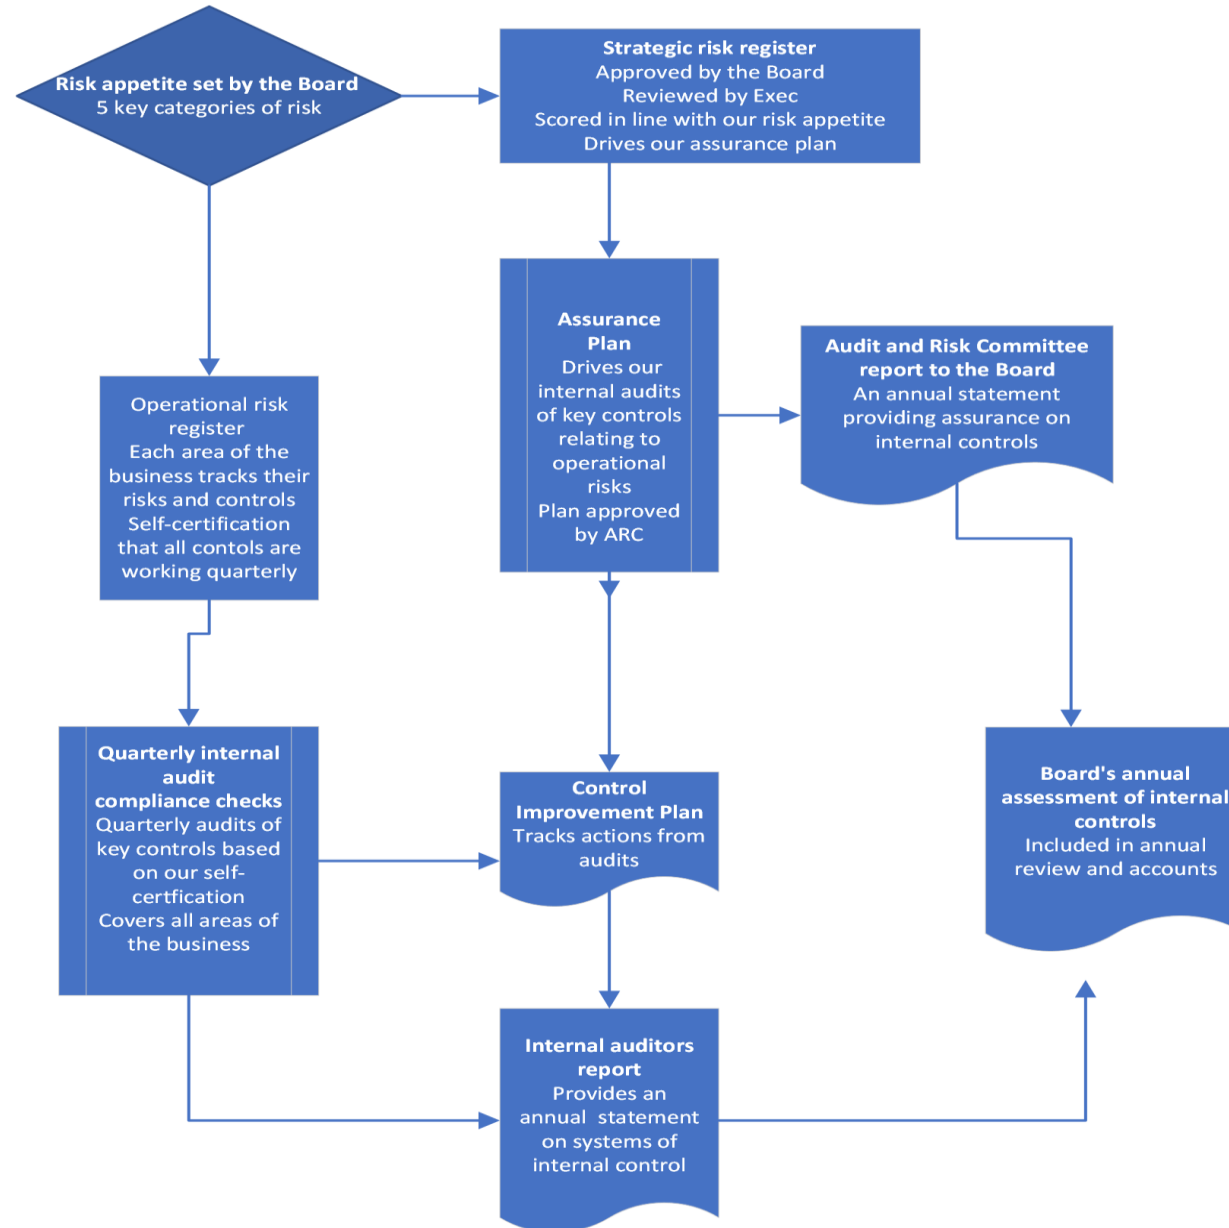 Risk appetite set by the Board
5 key categories of risk
Strategic risk register
Approved by the Board
Reviewed by Exec
Scored in line with our risk appetite
Drives our assurance plan
Assurance
Plan
Drives our
internal audits
of key controls
relating to
operational
risks
Plan approved
by ARC
Audit and Risk Committee
report to the Board
An annual statement
providing assurance on
internal controls
Operational risk
register
Each area of the
business tracks their
risks and controls
Self-certification
that all contols are
working quarterly
Quarterly internal
audit
compliance checks
Quarterly audits of
key controls based
on our self-
certfication
Covers all areas of
the business
Control
Improvement Plan
Tracks actions from
audits
Board's annual
assessment of internal
controls
Included in annual
review and accounts
Internal auditors
report
Provides an
annual statement
on systems of
internal control